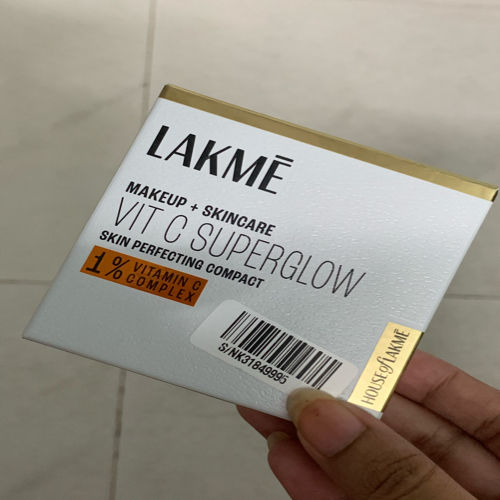 LAKMĒ
MAKEUP + SKINCARE
VIT C SUPERGLOW
SKIN PERFECTING COMPACT
1% VITAMIN C
COMPLEX
S/NK31849995
HOUSE of LAKMĒ